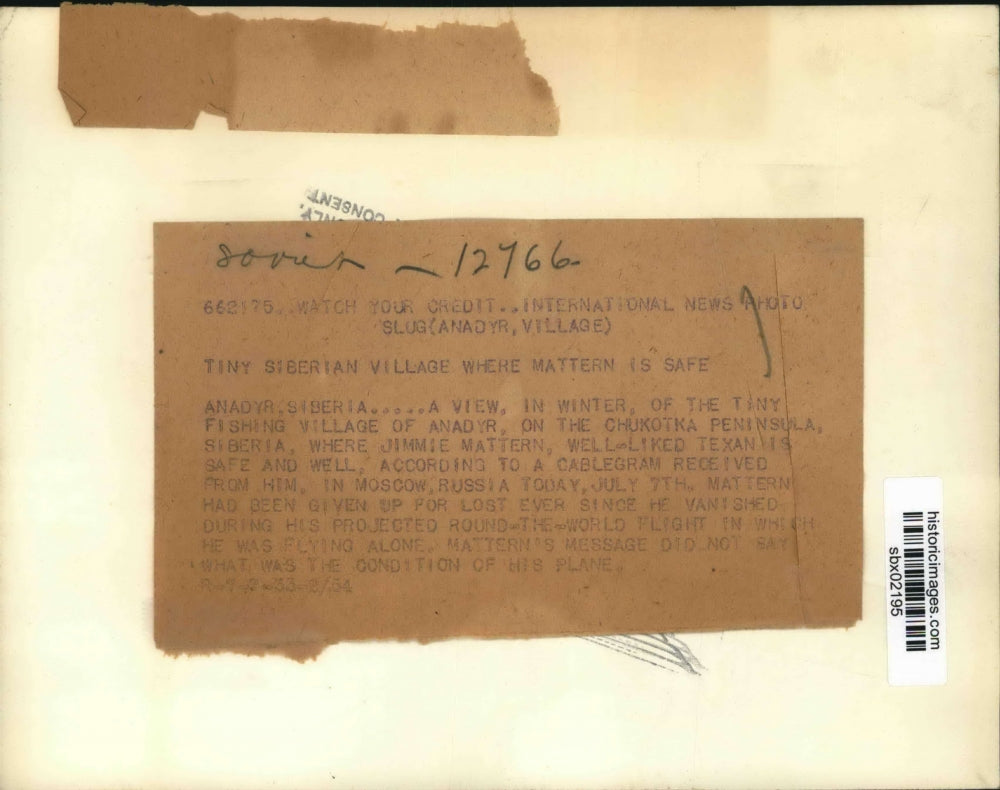 CONSENT
ONLY.
Soviet - 12766
662175..WATCH YOUR CREDIT..INTERNATIONAL NEWS PHOTO
SLUG(ANADYR,VILLAGE)
TINY SIBERIAN VILLAGE WHERE MATTERN IS SAFE
ANADYR,SIBERIA.....A VIEW, IN WINTER, OF THE TINY
FISHING VILLAGE OF ANADYR, ON THE CHUKOTKA PENINSULA,
SIBERIA, WHERE JIMMIE MATTERN, WELL-LIKED TEXAN IS
SAFE AND WELL, ACCORDING TO A CABLEGRAM RECEIVED
FROM HIM, IN MOSCOW,RUSSIA TODAY,JULY 7TH. MATTERN
HAD BEEN GIVEN UP FOR LOST EVER SINCE HE VANISHED
DURING HIS PROJECTED ROUND-THE-WORLD FLIGHT IN WHICH
HE WAS FLYING ALONE. MATTERN'S MESSAGE DID NOT SAY
WHAT WAS THE CONDITION OF HIS PLANE.
historicimages.com
sbx02195